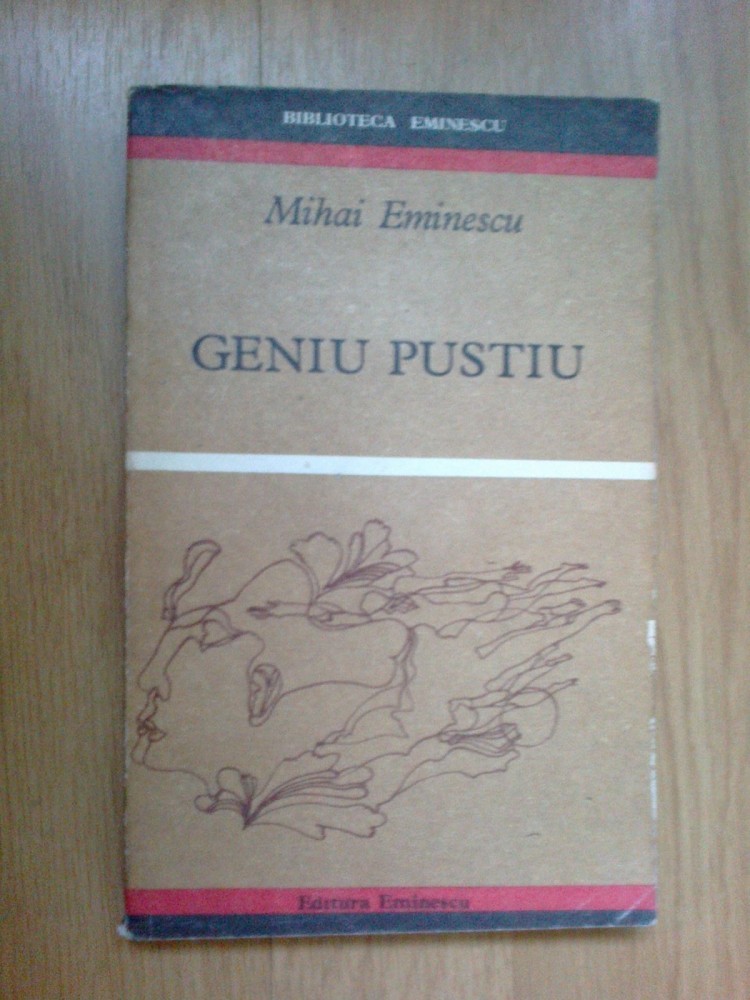 BIBLIOTECA EMINESCU
Mihai Eminescu
GENIU PUSTIU
Editura Eminescu